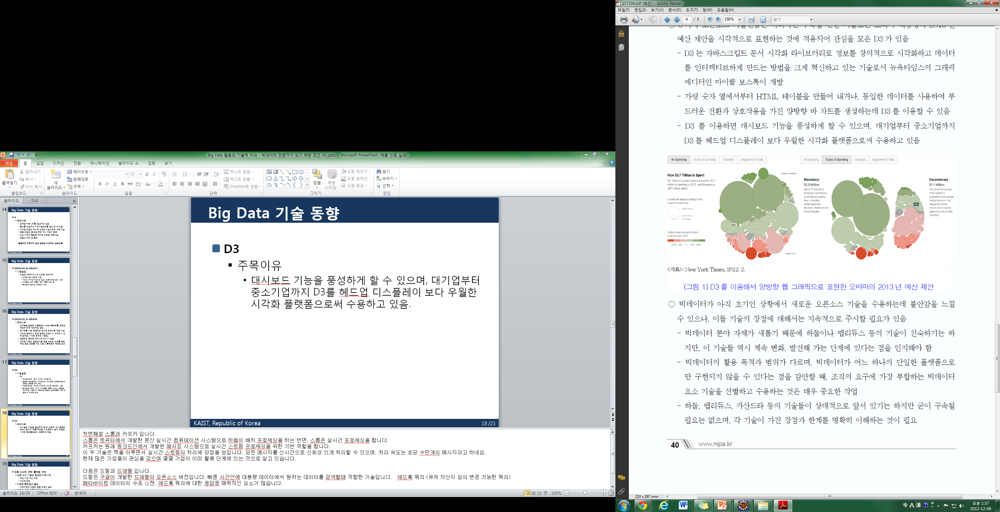 Big Data 활용의 기술적 이슈 - 빅데이터 전문가가 되기 위한 조건 (4).pptx - Microsoft PowerPoint (제품 인증 실패)
파일 홈 삽입 디자인 전환 애니메이션 슬라이드 쇼 검토 보기
붙여넣기
잘라내기
복사
서식 복사
클립보드
새
슬라이드
레이아웃
원래대로
구역
슬라이드
18
글꼴
텍스트 방향
텍스트 맞춤
SmartArt로 변환
단락
정렬
빠른
스타일
도형 채우기
도형 윤곽선
도형 효과
그리기
찾기
바꾸기
선택
편집
슬라이드 개요
14
Big Data 기술 동향
R
주목이유
15
Big Data 기술 동향
GREMLIN & GIRAPH
기술설명
16
Big Data 기술 동향
GREMLIN & GIRAPH
주목이유
17
Big Data 기술 동향
D3
기술설명
D3
18
Big Data 기술 동향
D3
주목이유
19
Big Data 기술 동향
Big Data 기술 동향
D3
주목이유
대시보드 기능을 풍성하게 할 수 있으며, 대기업부터
중소기업까지 D3를 헤드업 디스플레이 보다 우월한
시각화 플랫폼으로써 수용하고 있음.
KAIST, Republic of Korea
18/21
첫번째로 스톰과 카프카 입니다.
스톰은 트위터에서 개발한 분산 실시간 컴퓨테이션 시스템으로 하둡이 배치 프로세싱을 하는 반면, 스톰은 실시간 프로세싱을 합니다.
카프카는 원래 링크드인에서 개발된 메시징 시스템으로 실시간 스트림 프로세싱을 위한 기반 역할을 합니다.
이 두 기술은 짝을 이루면서 실시간 스트림의 처리에 강점을 보입니다. 모든 메시지를 신시간으로 신뢰성 있게 처리할 수 있으며, 처리 속도는 초당 수만개의 메시지라고 하네요.
현재 많은 기업들이 관심을 갖으며 몇몇 기업이 이미 활용 단계에 있는 것으로 알고 있습니다.
다음은 드릴과 드레멜 입니다.
드릴은 구글이 개발한 드레멜의 오픈소스 버전입니다. 빠른 시간안에 대용량 데이터에서 원하는 데이터를 검색할때 적합한 기술입니다. 애드혹 쿼리 (유저 자신이 임의 변경 가능한 쿼리)
페타바이트 데이터의 수초 스캔, 애드혹 쿼리에 대한 응답등 매력적인 요소가 많습니다.
슬라이드 18/29 "Office 테마" 한국어
100%
157204.pdf (보안) - Adobe Reader
파일(F) 편집(E) 보기(V) 문서(D) 도구(T) 창(W) 도움말(H)
4 / 5 150% 찾기
예산 제안을 시각적으로 표현하는 것에 적용되어 관심을 모은 D3가 있음
- D3는 자바스크립트 문서 시각화 라이브러리로 정보를 창의적으로 시각화하고 데이터
를 인터랙티브하게 만드는 방법을 크게 혁신하고 있는 기술로서 뉴욕타임스의 그래픽
에디터인 마이클 보스톡이 개발
- 가령 숫자 열에서부터 HTML 테이블을 만들어 내거나, 동일한 데이터를 사용하여 부
드러운 전환과 상호작용을 가진 양방향 바 차트를 생성하는데 D3를 이용할 수 있음
- D3 를 이용하면 대시보드 기능을 풍성하게 할 수 있으며, 대기업부터 중소기업까지
D3를 헤드업 디스플레이 보다 우월한 시각화 플랫폼으로써 수용하고 있음
All Spending Types of Spending Changes Department Totals
How $3.7 Trillion Is Spent
Mr. Obama's budget proposal includes $3.7
trillion in spending in 2013, and forecasts a
$901 billion deficit.
Circles are sized according to the
proposed spending.
$100 billion
$10 billion
$1 billion
Color shows amount of cut or
increase from 2012.
Largest Increases
Largest Cuts
All Spending Types of Spending Changes Department Totals
Mandatory
$2.5 trillion
About 70 percent of
budgetary spending is
controlled by existing
laws, including
entitlements like
Medicare, Medicaid and
Social Security.
Discretionary
$1.1 trillion
Only about 30 percent
of the budget is
controlled by the annual
budget process. Last
August, the White
House and Congress
agreed to a cap on this
spending.
<자료>: New York Times, 2012. 2.
(그림 1) D3를 이용해서 양방향 웹 그래픽으로 표현한 오바마의 2013년 예산 제안
○ 빅데이터가 아직 초기인 상황에서 새로운 오픈소스 기술을 수용하는데 불안감을 느낄
수 있으나, 이들 기술의 장점에 대해서는 지속적으로 주시할 필요가 있음
- 빅데이터 분야 자체가 새롭기 때문에 하둡이나 맵리듀스 등의 기술이 친숙하기는 하
지만, 이 기술들 역시 계속 변화, 발전해 가는 단계에 있다는 점을 인지해야 함
- 빅데이터의 활용 목적과 범위가 다르며, 빅데이터가 어느 하나의 단일한 플랫폼으로
만 구현되지 않을 수 있다는 점을 감안할 때, 조직의 요구에 가장 부합하는 빅데이터
요소 기술을 선별하고 수용하는 것은 매우 중요한 작업
- 하둡, 맵리듀스, 카산드라 등의 기술들이 상대적으로 앞서 있기는 하지만 굳이 구속될
필요는 없으며, 각 기술이 가진 장점과 한계를 명확히 이해하는 것이 필요
40 www.nipa.kr
210 x 297 mm
A 漢
오후 1:37
2012-12-06